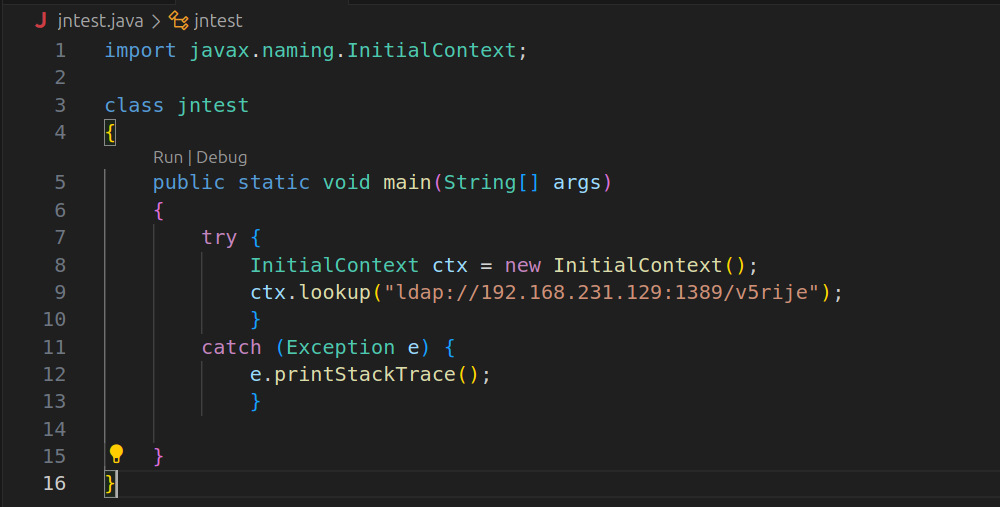 J jntest.java > jntest
1 import javax.naming.InitialContext;
2
3 class jntest
4 {
Run | Debug
5 public static void main(String[] args)
6 {
7 try {
8 InitialContext ctx = new InitialContext();
9 ctx.lookup("ldap://192.168.231.129:1389/v5rije");
10 }
11 catch (Exception e) {
12 e.printStackTrace();
13 }
14
15 }
16 }